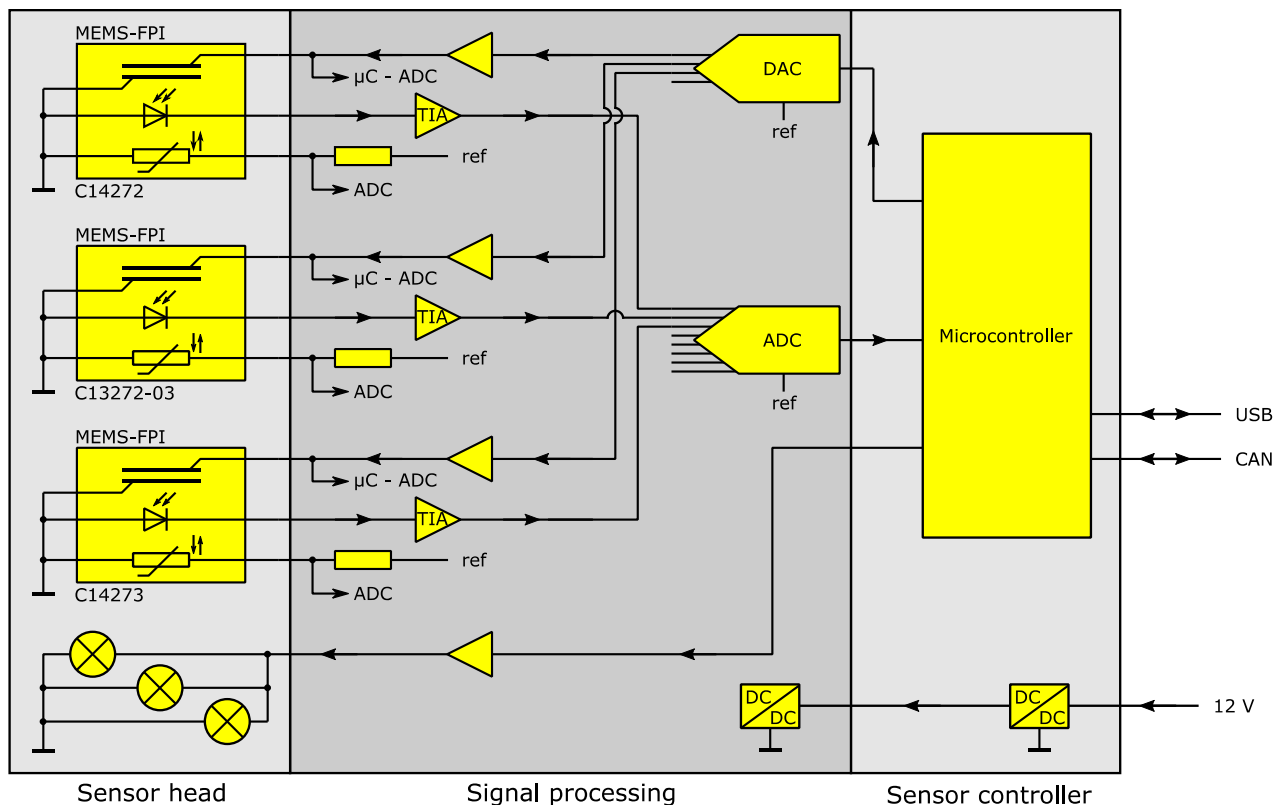 MEMS-FPI
µC - ADC
DAC
TIA
ref
ref
ADC
C14272
MEMS-FPI
µC - ADC
TIA
ADC
Microcontroller
ref
ADC
ref
C13272-03
USB
MEMS-FPI
CAN
µC - ADC
TIA
ref
ADC
C14273
DC
DC
DC
DC
12 V
Sensor head
Signal processing
Sensor controller